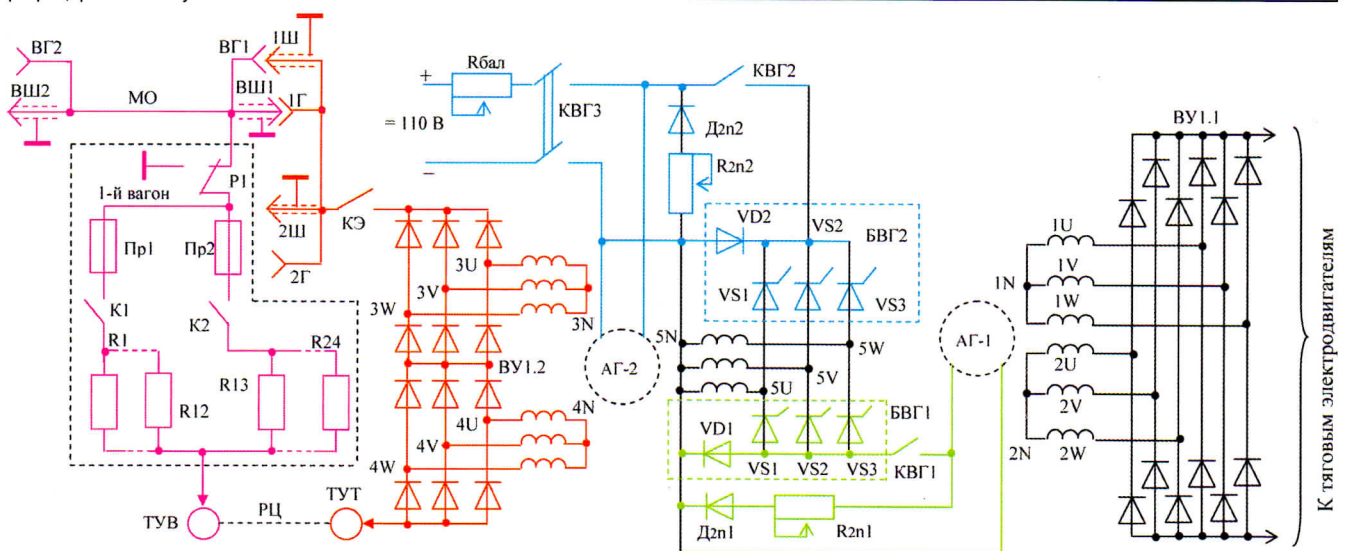 ВГ2
ВГ1
1Ш
ВШ2
МО
ВШ1
1Г
Р1
1-й вагон
2Ш
КЭ
Пр1
Пр2
2Г
К1
К2
R1
R24
R13
R12
ТУВ
РЦ
ТУТ
3U
3V
3W
3N
ВУ1.2
4N
4U
4V
4W
+
Rбал
КВГ3
= 110 В
–
КВГ2
Д2п2
R2п2
VD2
VS2
БВГ2
VS1
VS3
АГ-2
5N
5W
5V
5U
БВГ1
VD1
VS1
VS2
VS3
КВГ1
Д2п1
R2п1
АГ-1
ВУ1.1
1U
1V
1N
1W
2U
2V
2N
2W
К тяговым электродвигателям